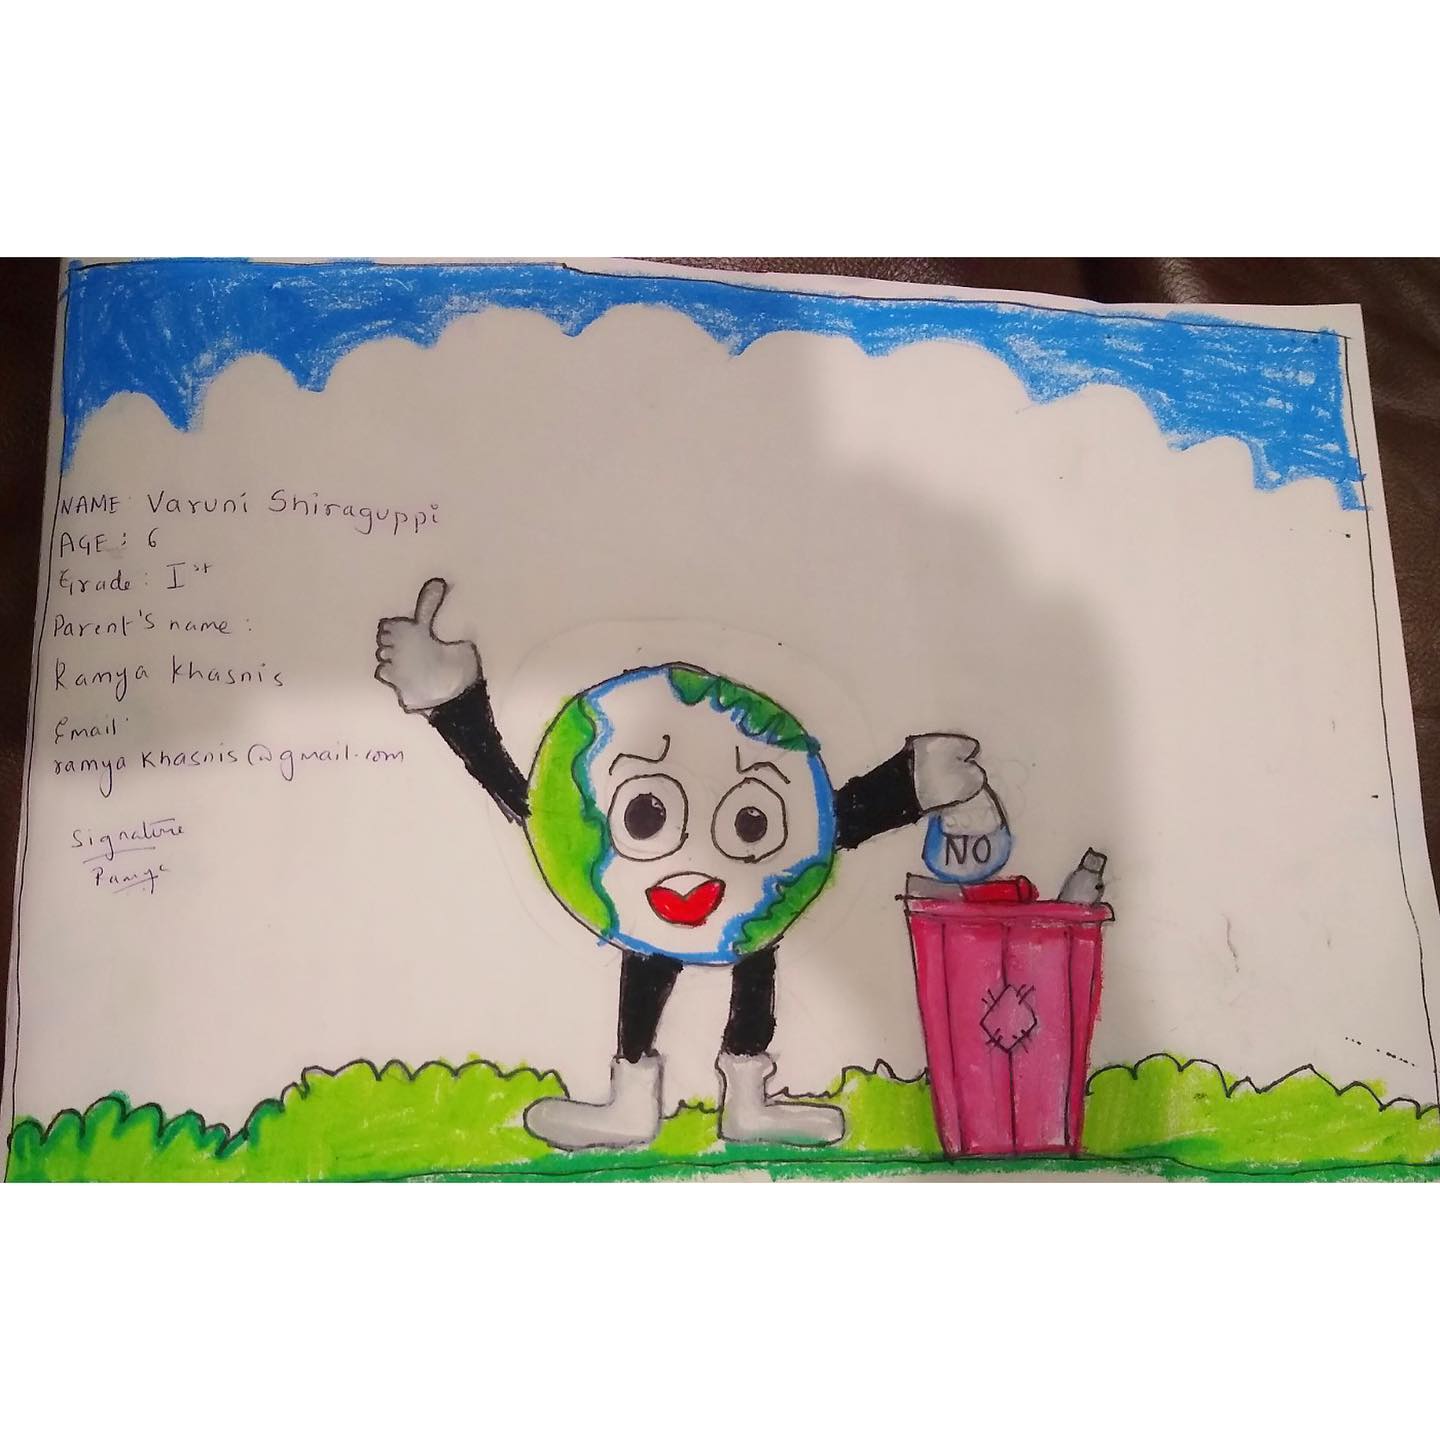 NAME: Varuni Shiraguppi
AGE: 6
Grade: Ist
Parent's name:
Ramya Khasnis
Email:
ramya khasnis@gmail.com
Signature
NO